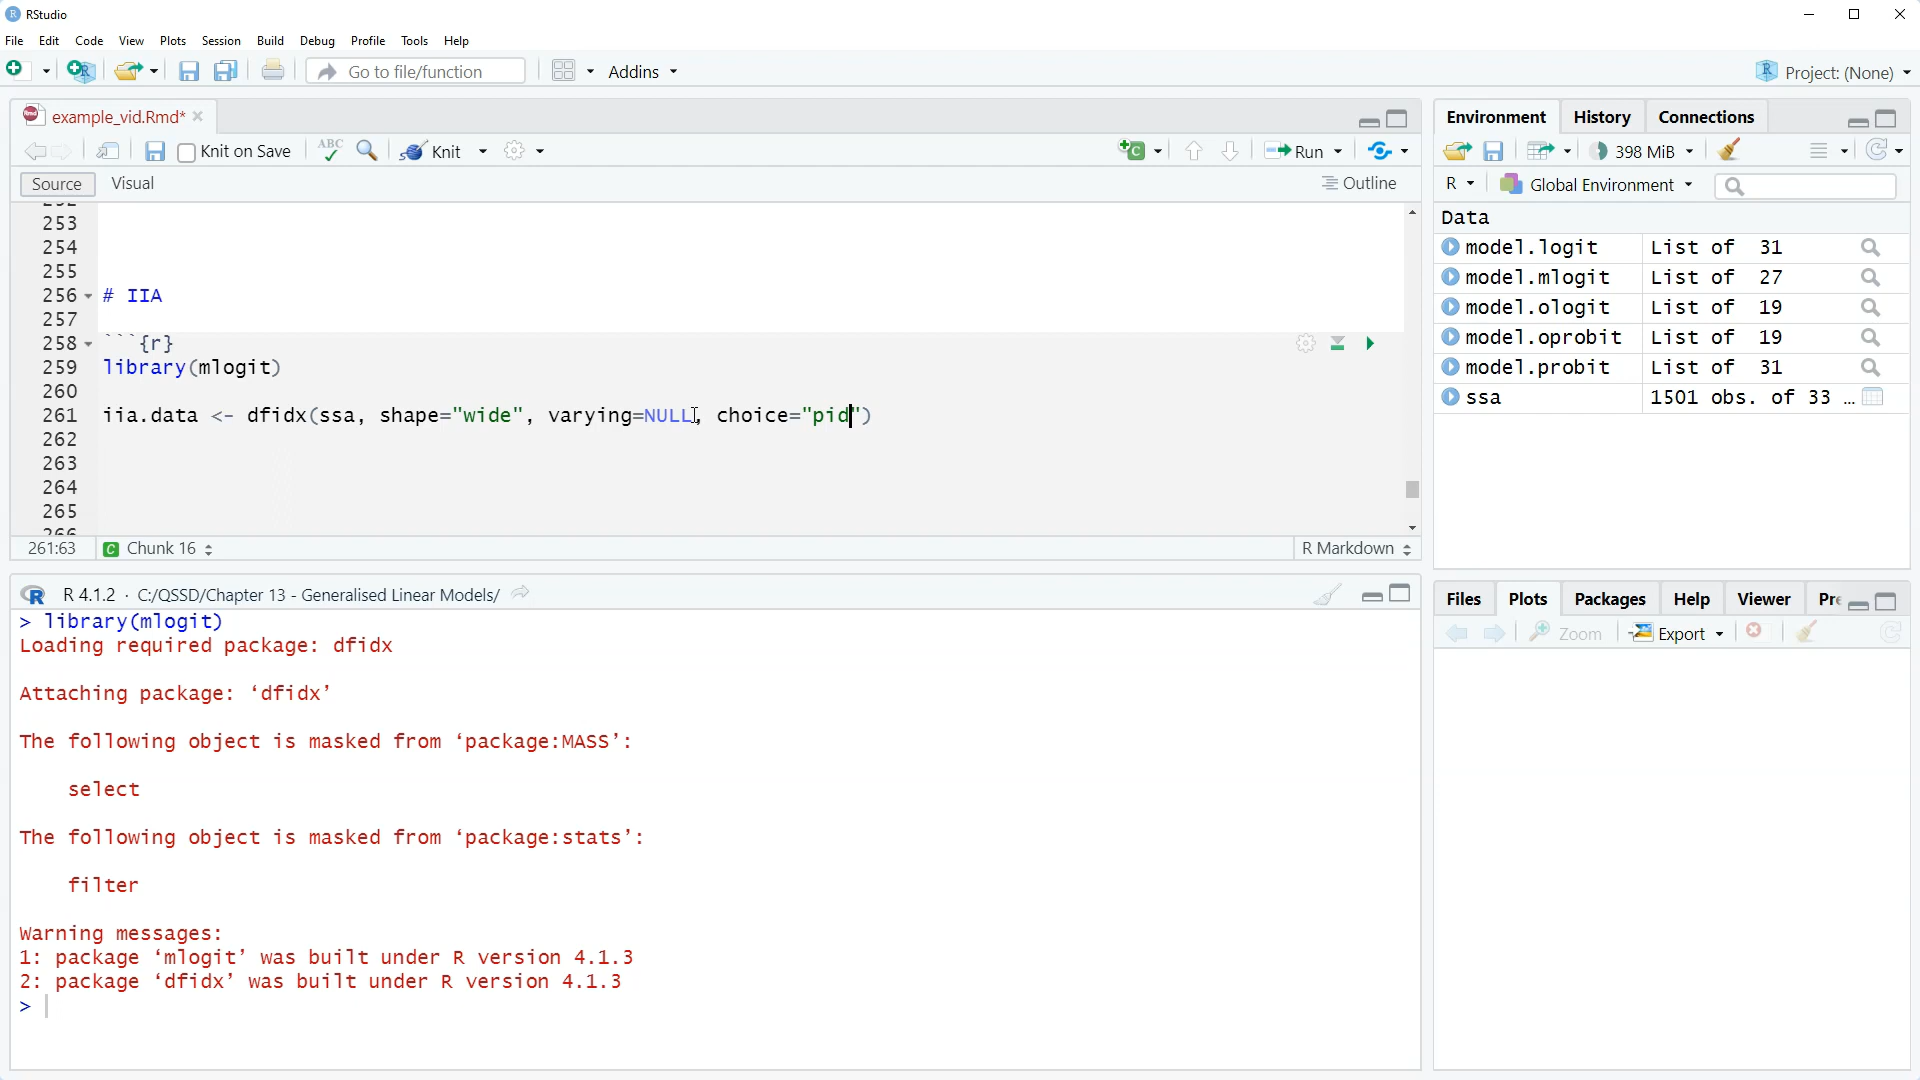 RStudio
File Edit Code View Plots Session Build Debug Profile Tools Help
Go to file/function Addins Project: (None)
example_vid.Rmd*
Knit on Save ABC Knit Run
Source Visual Outline
253
254
255
256 # IIA
257
258 ```{r}
259 library(mlogit)
260
261 iia.data <- dfidx(ssa, shape="wide", varying=NULL, choice="pid")
262
263
264
265
261:63 Chunk 16 R Markdown
R 4.1.2 · C:/QSSD/Chapter 13 - Generalised Linear Models/
> library(mlogit)
Loading required package: dfidx
Attaching package: ‘dfidx’
The following object is masked from ‘package:MASS’:
select
The following object is masked from ‘package:stats’:
filter
Warning messages:
1: package ‘mlogit’ was built under R version 4.1.3
2: package ‘dfidx’ was built under R version 4.1.3
>
Environment History Connections
398 MiB
R Global Environment
Data
model.logit List of 31
model.mlogit List of 27
model.ologit List of 19
model.oprobit List of 19
model.probit List of 31
ssa 1501 obs. of 33 …
Files Plots Packages Help Viewer
Zoom Export